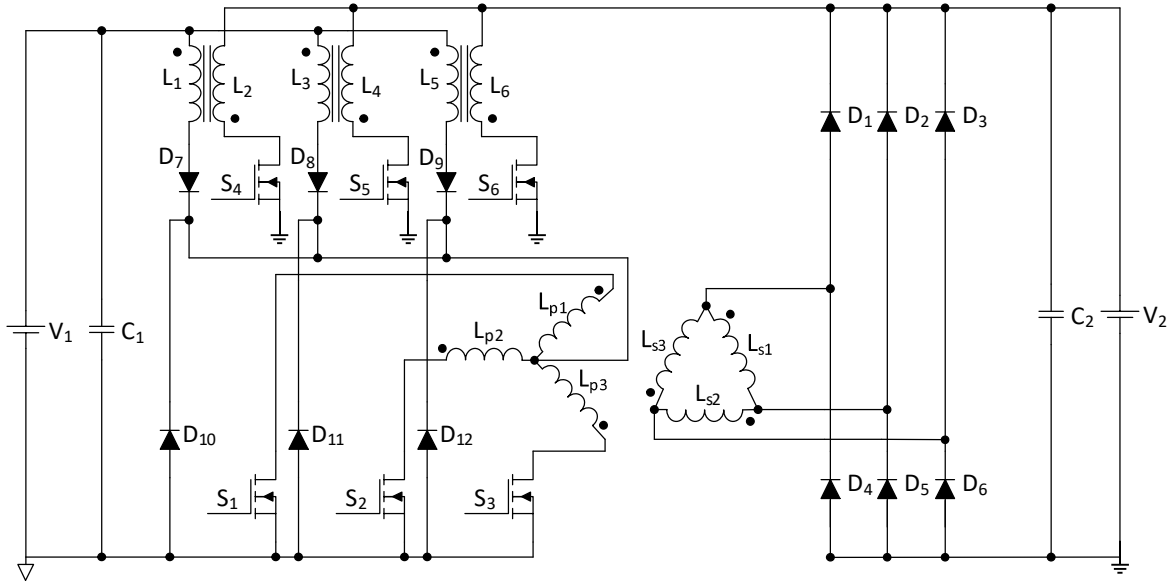 L1 L2 L3 L4 L5 L6
D1 D2 D3
D7 D8 D9
S4 S5 S6
Lp1
V1 C1 Lp2 C2 V2
Ls3 Ls1
Lp3
Ls2
D10 D11 D12
S1 S2 S3 D4 D5 D6